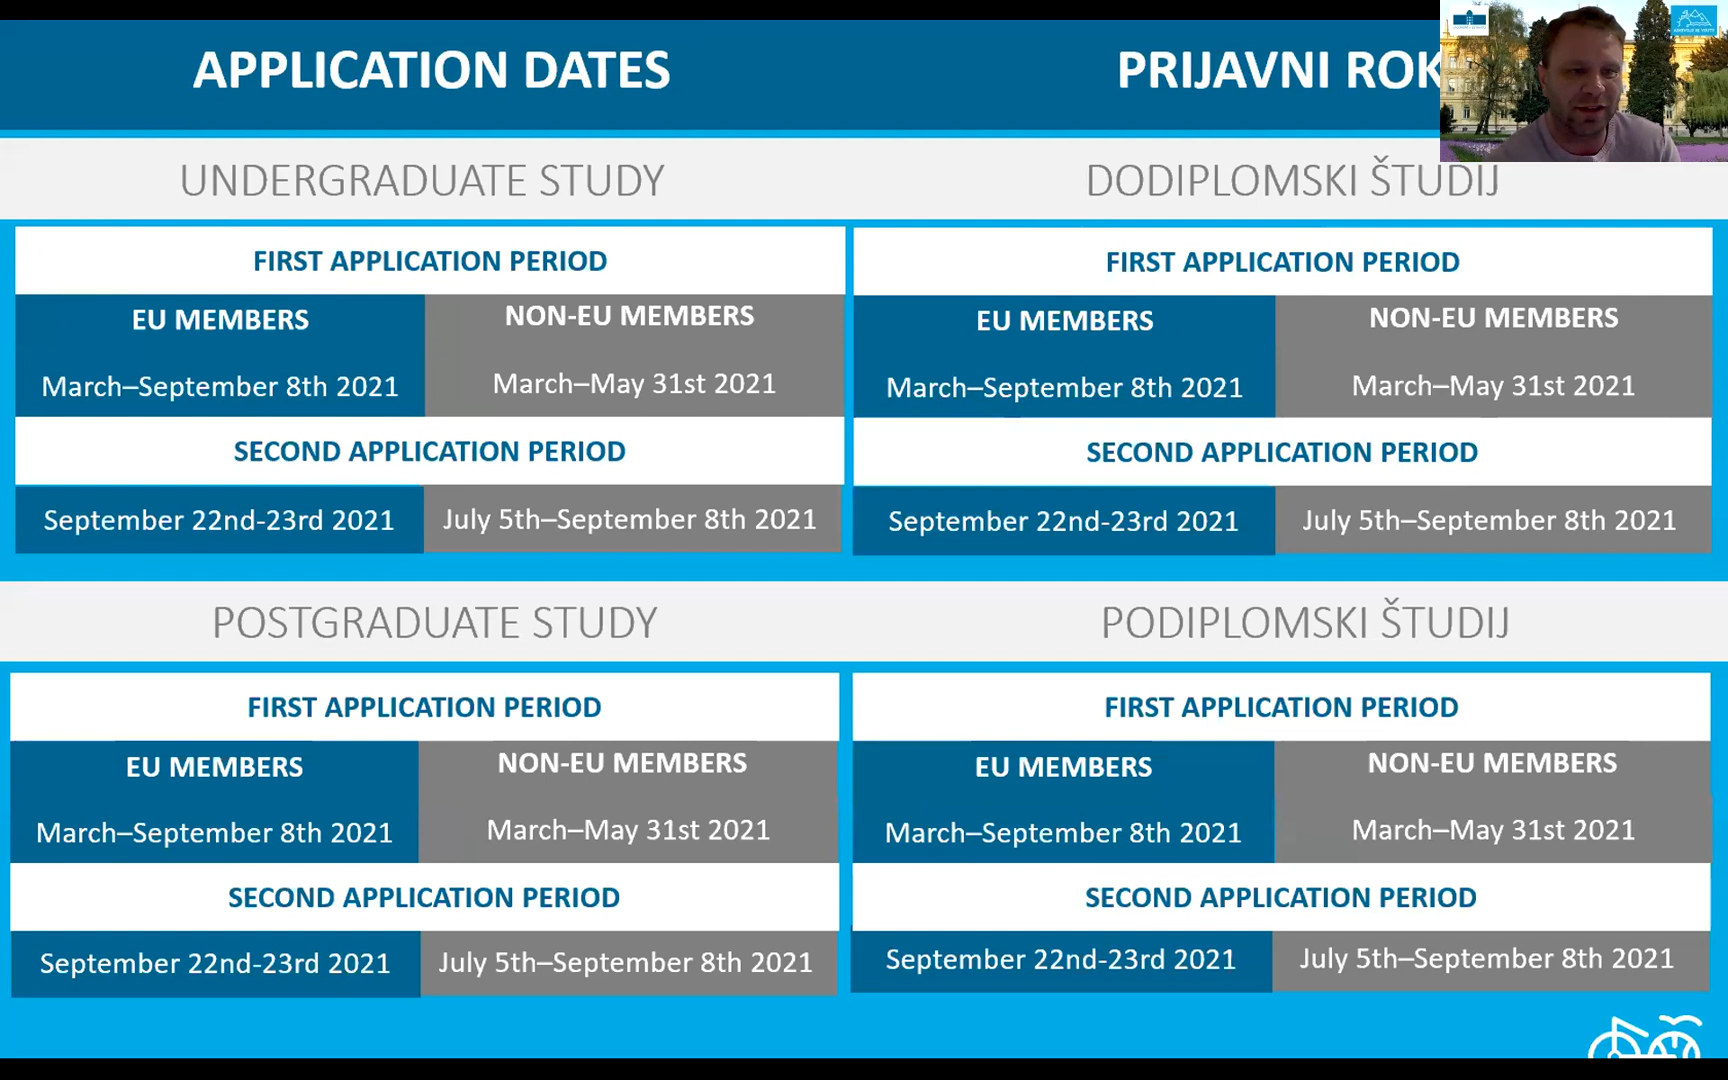 APPLICATION DATES
PRIJAVNI ROK
UNDERGRADUATE STUDY
DODIPLOMSKI ŠTUDIJ
FIRST APPLICATION PERIOD
EU MEMBERS
NON-EU MEMBERS
March–September 8th 2021
March–May 31st 2021
SECOND APPLICATION PERIOD
September 22nd-23rd 2021
July 5th–September 8th 2021
FIRST APPLICATION PERIOD
EU MEMBERS
NON-EU MEMBERS
March–September 8th 2021
March–May 31st 2021
SECOND APPLICATION PERIOD
September 22nd-23rd 2021
July 5th–September 8th 2021
POSTGRADUATE STUDY
PODIPLOMSKI ŠTUDIJ
FIRST APPLICATION PERIOD
EU MEMBERS
NON-EU MEMBERS
March–September 8th 2021
March–May 31st 2021
SECOND APPLICATION PERIOD
September 22nd-23rd 2021
July 5th–September 8th 2021
FIRST APPLICATION PERIOD
EU MEMBERS
NON-EU MEMBERS
March–September 8th 2021
March–May 31st 2021
SECOND APPLICATION PERIOD
September 22nd-23rd 2021
July 5th–September 8th 2021